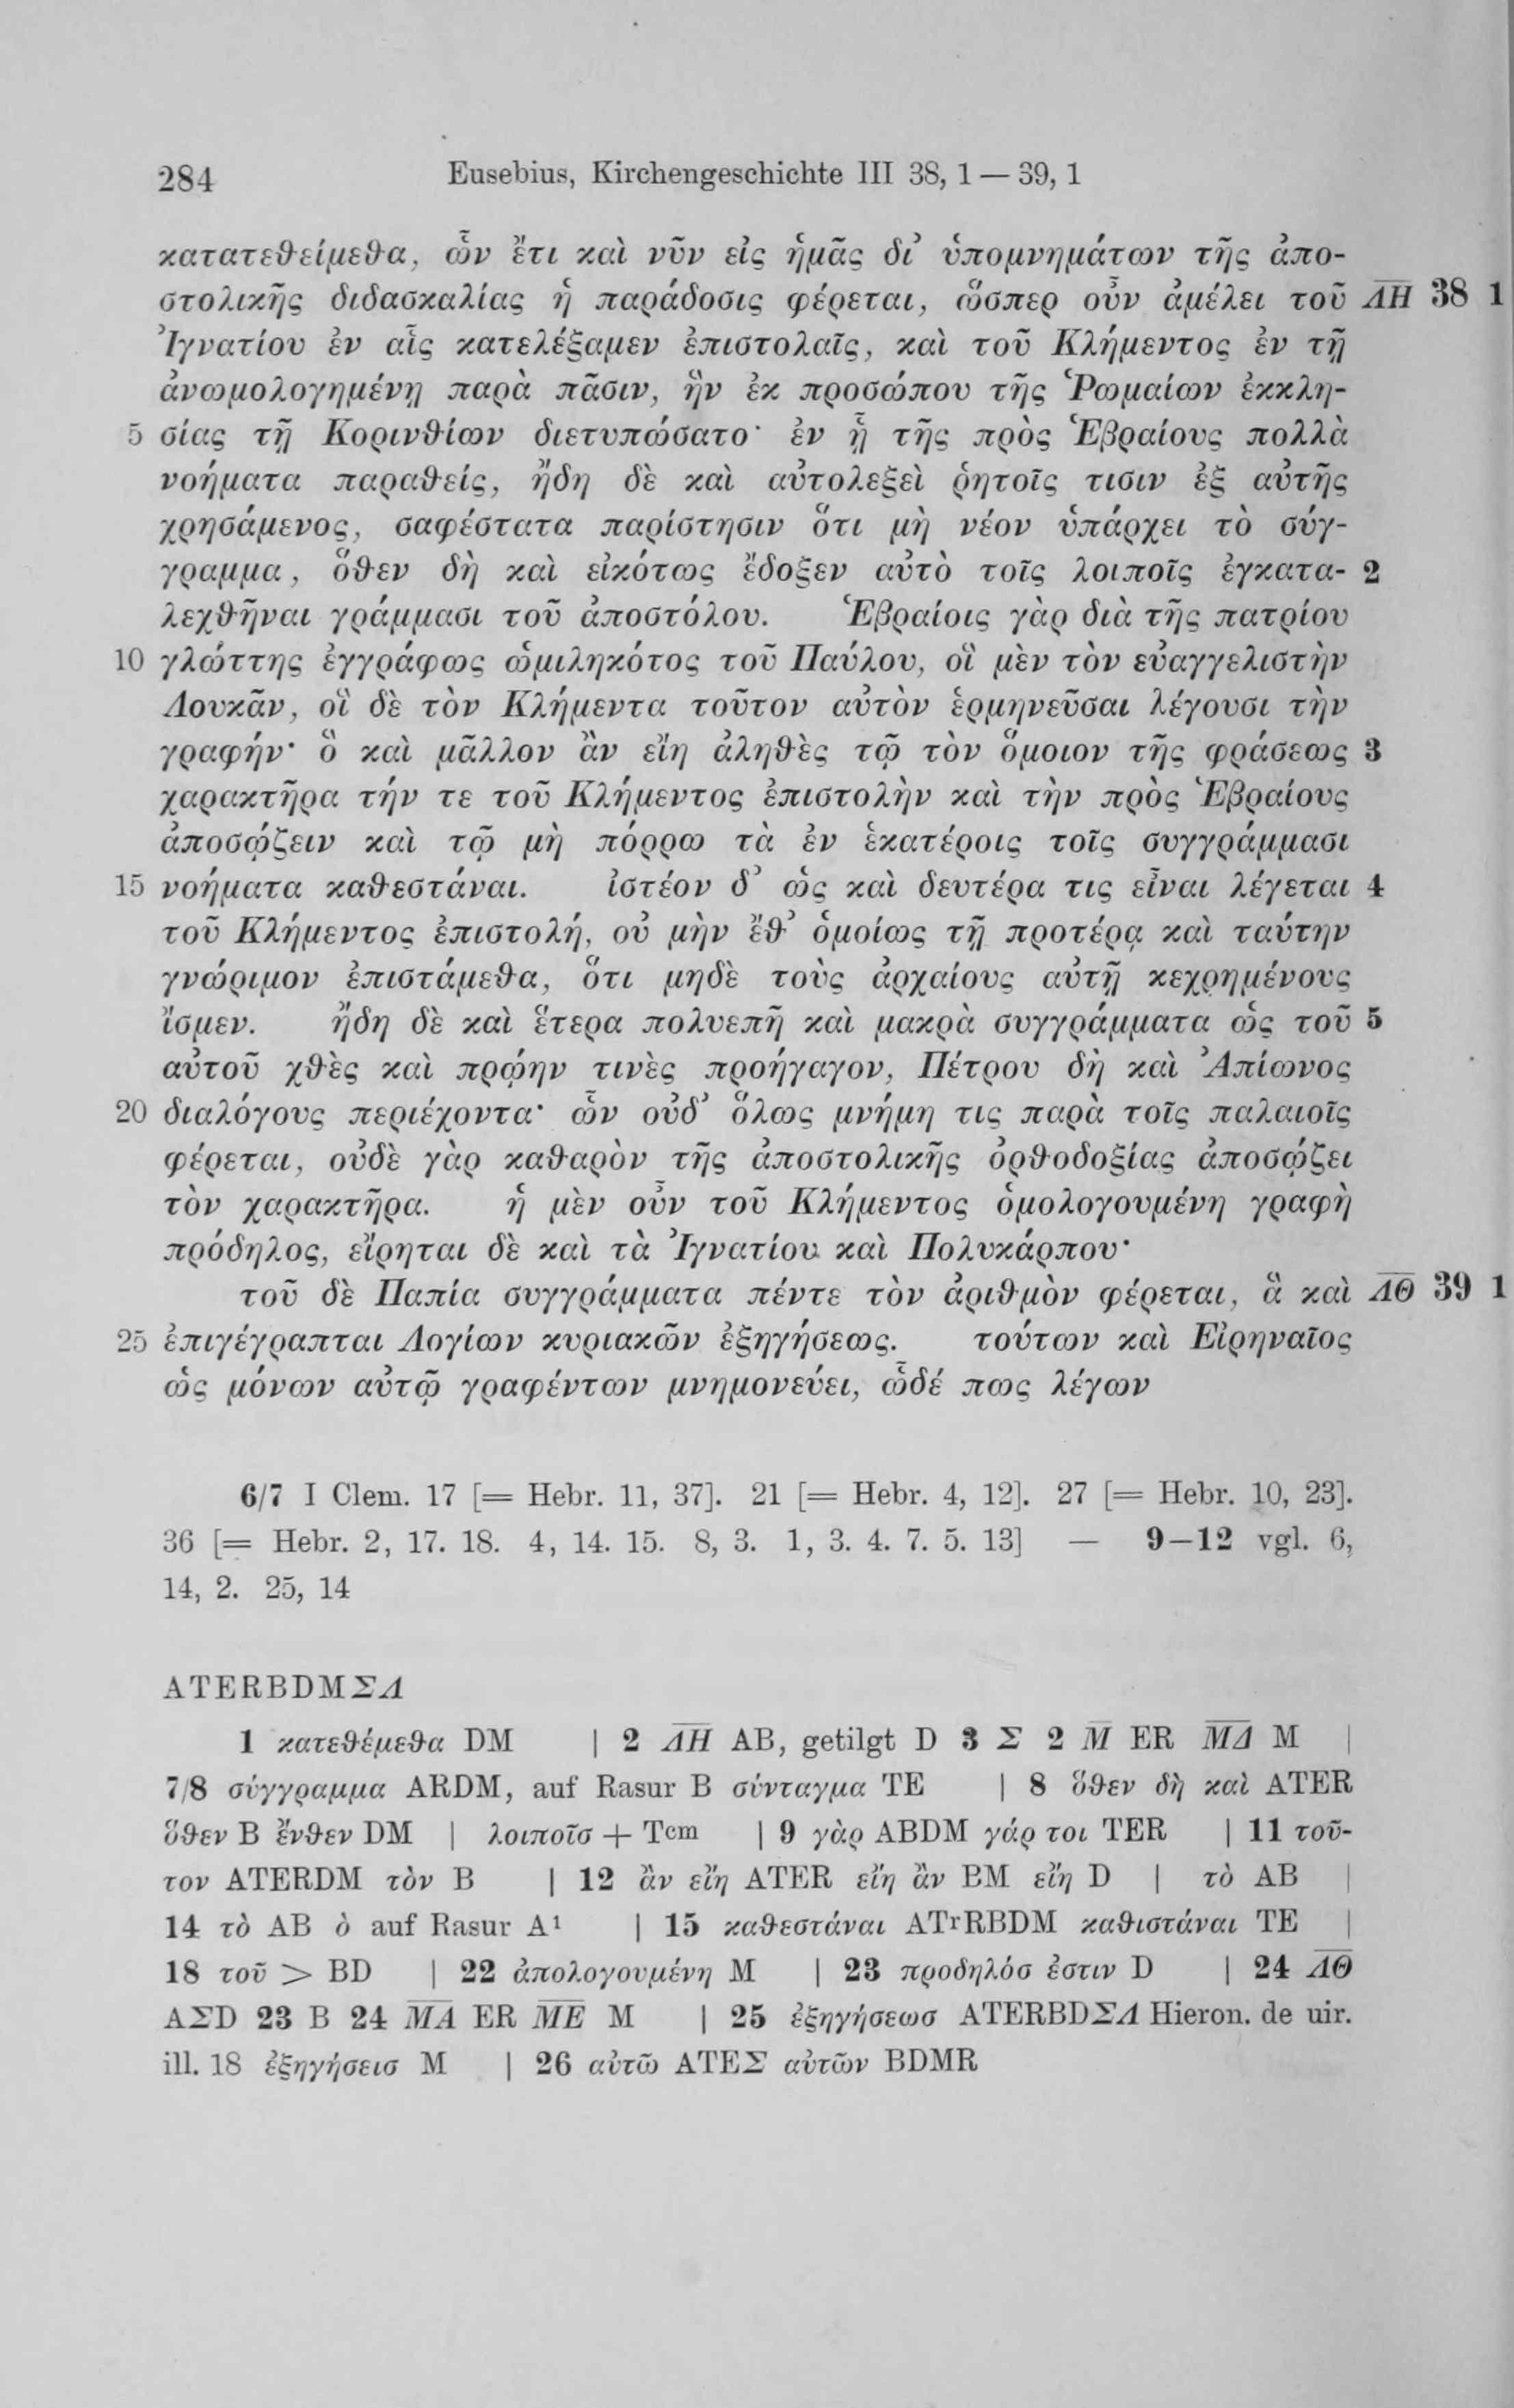 284 Eusebius, Kirchengeschichte III 38, 1 — 39, 1
κατατεθείμεθα, ὧν ἔτι καὶ νῦν εἰς ἡμᾶς δι᾽ ὑπομνημάτων τῆς ἀπο-
στολικῆς διδασκαλίας ἡ παράδοσις φέρεται, ὥσπερ οὖν ἀμέλει τοῦ Λ̅Η̅ 38 1
Ἰγνατίου ἐν αἷς κατελέξαμεν ἐπιστολαῖς, καὶ τοῦ Κλήμεντος ἐν τῇ
ἀνωμολογημένῃ παρὰ πᾶσιν, ἣν ἐκ προσώπου τῆς Ῥωμαίων ἐκκλη-
5 σίας τῇ Κορινθίων διετυπώσατο· ἐν ᾗ τῆς πρὸς Ἑβραίους πολλὰ
νοήματα παραθείς, ἤδη δὲ καὶ αὐτολεξεὶ ῥητοῖς τισιν ἐξ αὐτῆς
χρησάμενος, σαφέστατα παρίστησιν ὅτι μὴ νέον ὑπάρχει τὸ σύγ-
γραμμα, ὅθεν δὴ καὶ εἰκότως ἔδοξεν αὐτὸ τοῖς λοιποῖς ἐγκατα- 2
λεχθῆναι γράμμασι τοῦ ἀποστόλου. Ἑβραίοις γὰρ διὰ τῆς πατρίου
10 γλώττης ἐγγράφως ὡμιληκότος τοῦ Παύλου, οἳ μὲν τὸν εὐαγγελιστὴν
Λουκᾶν, οἳ δὲ τὸν Κλήμεντα τοῦτον αὐτὸν ἑρμηνεῦσαι λέγουσι τὴν
γραφήν· ὃ καὶ μᾶλλον ἂν εἴη ἀληθὲς τῷ τὸν ὅμοιον τῆς φράσεως 3
χαρακτῆρα τήν τε τοῦ Κλήμεντος ἐπιστολὴν καὶ τὴν πρὸς Ἑβραίους
ἀποσῴζειν καὶ τῷ μὴ πόρρω τὰ ἐν ἑκατέροις τοῖς συγγράμμασι
15 νοήματα καθεστάναι. ἰστέον δ᾽ ὡς καὶ δευτέρα τις εἶναι λέγεται 4
τοῦ Κλήμεντος ἐπιστολή, οὐ μὴν ἔθ᾽ ὁμοίως τῇ προτέρᾳ καὶ ταύτην
γνώριμον ἐπιστάμεθα, ὅτι μηδὲ τοὺς ἀρχαίους αὐτῇ κεχρημένους
ἴσμεν. ἤδη δὲ καὶ ἕτερα πολυεπῆ καὶ μακρὰ συγγράμματα ὡς τοῦ 5
αὐτοῦ χθὲς καὶ πρῴην τινὲς προήγαγον, Πέτρου δὴ καὶ Ἀπίωνος
20 διαλόγους περιέχοντα· ὧν οὐδ᾽ ὅλως μνήμη τις παρὰ τοῖς παλαιοῖς
φέρεται, οὐδὲ γὰρ καθαρὸν τῆς ἀποστολικῆς ὀρθοδοξίας ἀποσῴζει
τὸν χαρακτῆρα. ἡ μὲν οὖν τοῦ Κλήμεντος ὁμολογουμένη γραφὴ
πρόδηλος, εἴρηται δὲ καὶ τὰ Ἰγνατίου καὶ Πολυκάρπου·
τοῦ δὲ Παπία συγγράμματα πέντε τὸν ἀριθμὸν φέρεται, ἃ καὶ Λ̅Θ̅ 39 1
25 ἐπιγέγραπται Λογίων κυριακῶν ἐξηγήσεως. τούτων καὶ Εἰρηναῖος
ὡς μόνων αὐτῷ γραφέντων μνημονεύει, ὧδέ πως λέγων
6/7 I Clem. 17 [= Hebr. 11, 37]. 21 [= Hebr. 4, 12]. 27 [= Hebr. 10, 23].
36 [= Hebr. 2, 17. 18. 4, 14. 15. 8, 3. 1, 3. 4. 7. 5. 13] — 9—12 vgl. 6,
14, 2. 25, 14
ATERBDMΣΛ
1 κατεθέμεθα DM | 2 Λ̅Η̅ AB, getilgt D 3 Σ 2 Μ̅ ER Μ̅Δ̅ M |
7/8 σύγγραμμα ARDM, auf Rasur B σύνταγμα TE | 8 ὅθεν δὴ καὶ ATER
ὅθεν B ἔνθεν DM | λοιποῖσ + Tcm | 9 γὰρ ABDM γάρ τοι TER | 11 τοῦ-
τον ATERDM τὸν B | 12 ἂν εἴη ATER εἴη ἂν BM εἴη D | τὸ AB |
14 τὸ AB ὸ auf Rasur A¹ | 15 καθεστάναι ATʳRBDM καθιστάναι TE |
18 τοῦ > BD | 22 ἀπολογουμένη M | 23 προδηλόσ ἐστιν D | 24 Λ̅Θ̅
AΣD 23 B 24 Μ̅Α̅ ER Μ̅Ε̅ M | 25 ἐξηγήσεωσ ATERBDΣΛ Hieron. de uir.
ill. 18 ἐξηγήσεισ M | 26 αὐτῶ ATEΣ αὐτῶν BDMR